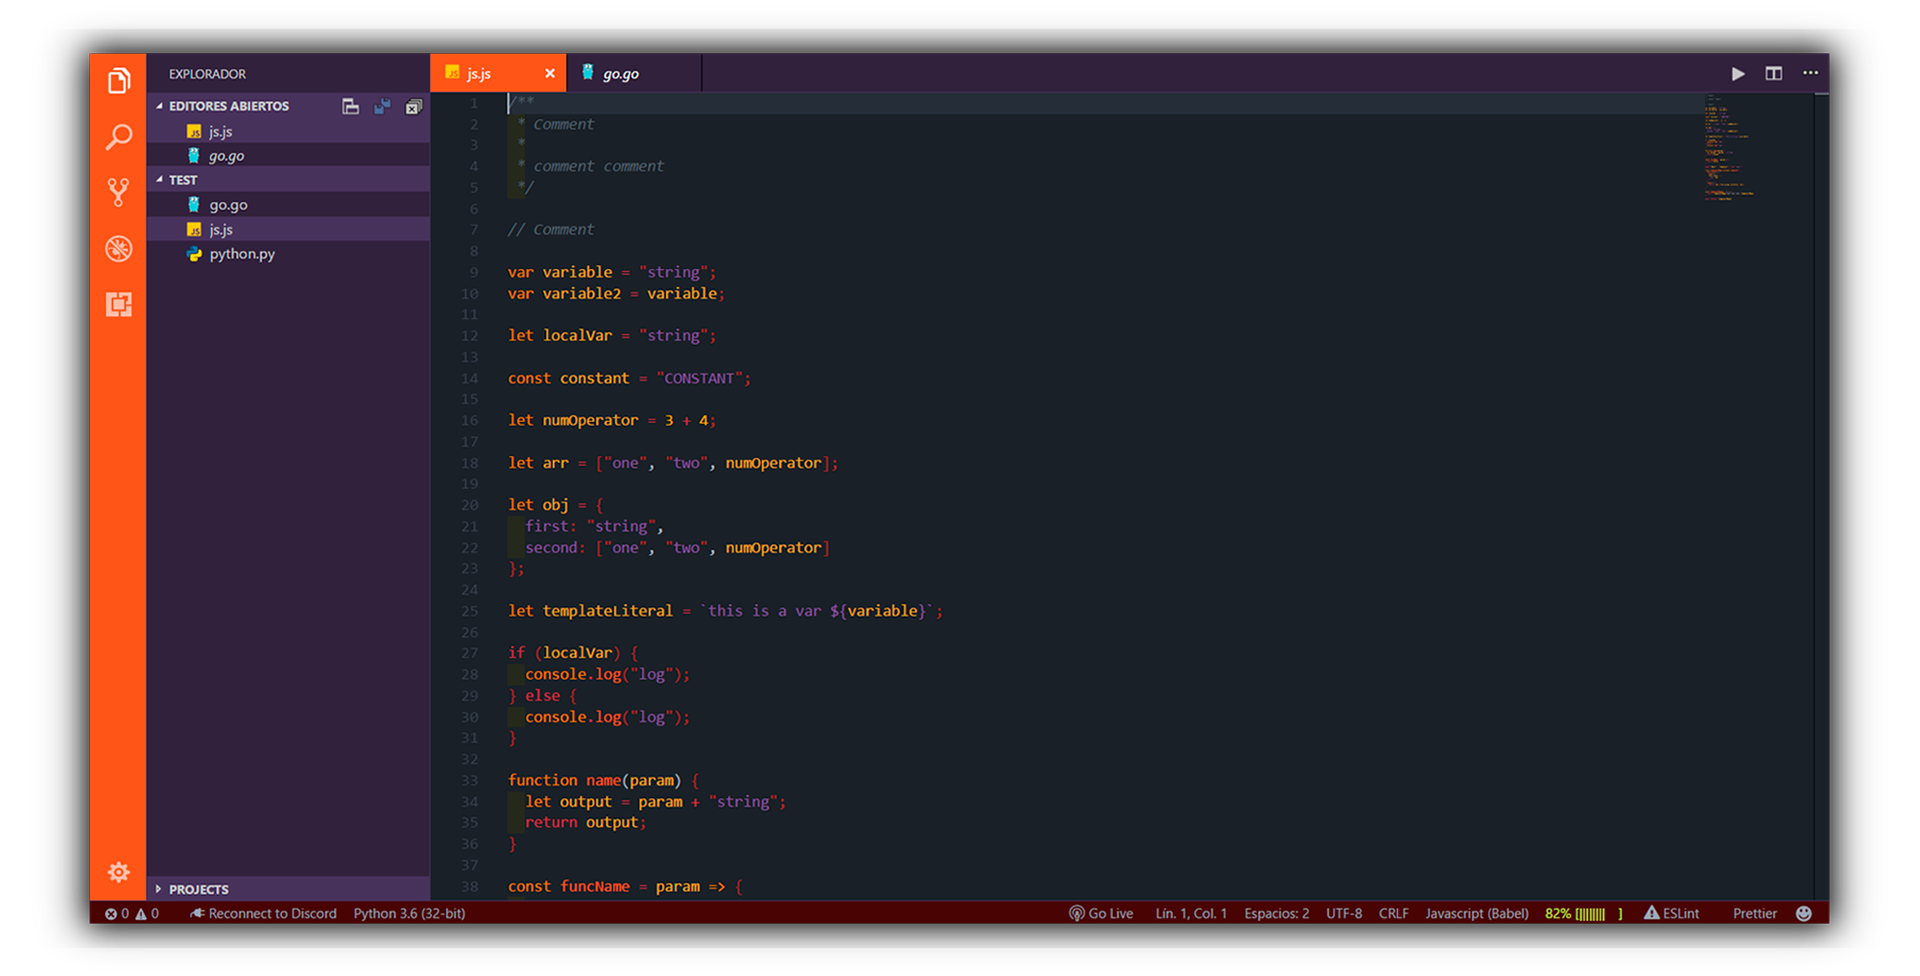 EXPLORADOR
EDITORES ABIERTOS
JS js.js
go.go
TEST
go.go
JS js.js
python.py
PROJECTS
JS js.js ×
go.go
1 /**
2 * Comment
3 *
4 * comment comment
5 */
6
7 // Comment
8
9 var variable = "string";
10 var variable2 = variable;
11
12 let localVar = "string";
13
14 const constant = "CONSTANT";
15
16 let numOperator = 3 + 4;
17
18 let arr = ["one", "two", numOperator];
19
20 let obj = {
21 first: "string",
22 second: ["one", "two", numOperator]
23 };
24
25 let templateLiteral = `this is a var ${variable}`;
26
27 if (localVar) {
28 console.log("log");
29 } else {
30 console.log("log");
31 }
32
33 function name(param) {
34 let output = param + "string";
35 return output;
36 }
37
38 const funcName = param => {
0 0 Reconnect to Discord Python 3.6 (32-bit) Go Live Lín. 1, Col. 1 Espacios: 2 UTF-8 CRLF Javascript (Babel) 82% [|||||||| ] ESLint Prettier